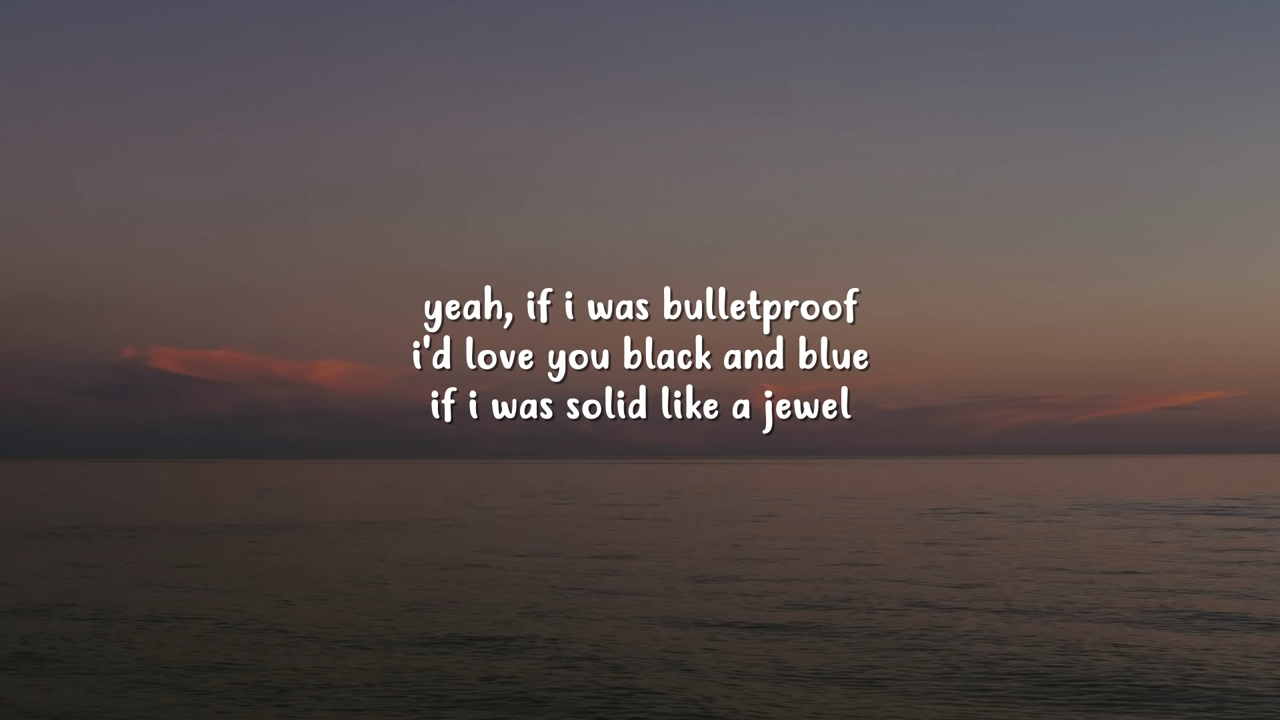 yeah, if i was bulletproof
i'd love you black and blue
if i was solid like a jewel